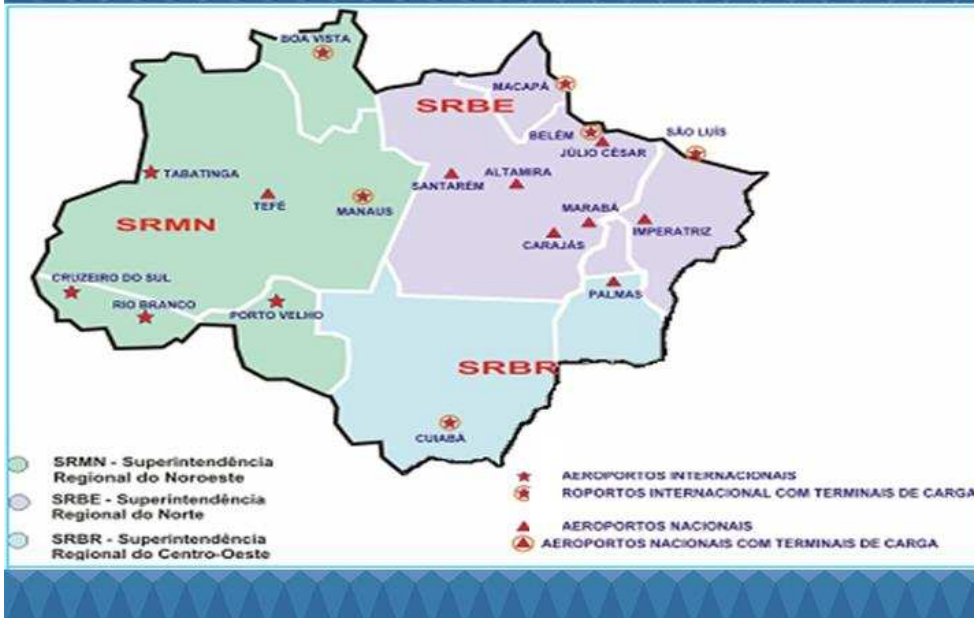 BOA VISTA
MACAPÁ
SRBE
BELÉM
SÃO LUÍS
JÚLIO CÉSAR
TABATINGA
SANTARÉM
ALTAMIRA
TEFÉ
MANAUS
MARABÁ
SRMN
IMPERATRIZ
CARAJÁS
CRUZEIRO DO SUL
PALMAS
RIO BRANCO
PORTO VELHO
SRBR
CUIABÁ
SRMN - Superintendência
Regional do Noroeste
SRBE - Superintendência
Regional do Norte
SRBR - Superintendência
Regional do Centro-Oeste
AEROPORTOS INTERNACIONAIS
ROPORTOS INTERNACIONAL COM TERMINAIS DE CARGA
AEROPORTOS NACIONAIS
AEROPORTOS NACIONAIS COM TERMINAIS DE CARGA